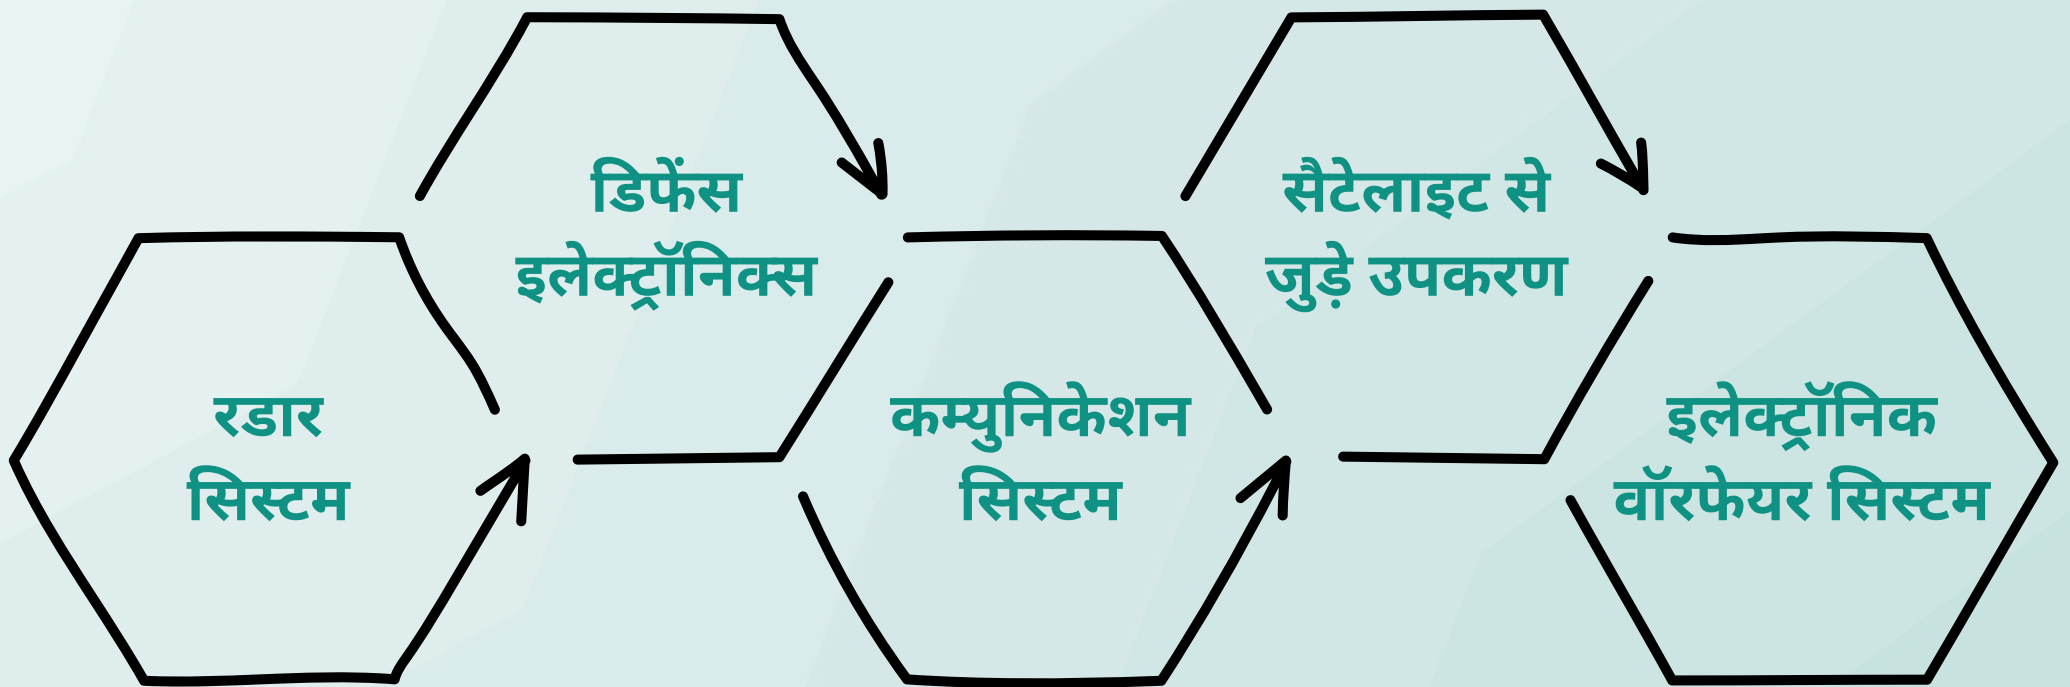 रडार
सिस्टम
डिफेंस
इलेक्ट्रॉनिक्स
कम्युनिकेशन
सिस्टम
सैटेलाइट से
जुड़े उपकरण
इलेक्ट्रॉनिक
वॉरफेयर सिस्टम